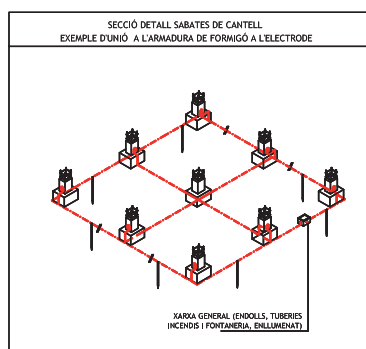 SECCIÓ DETALL SABATES DE CANTELL
EXEMPLE D'UNIÓ A L'ARMADURA DE FORMIGÓ A L'ELECTRODE
XARXA GENERAL (ENDOLLS, TUBERIES
INCENDIS I FONTANERIA, ENLLUMENAT)